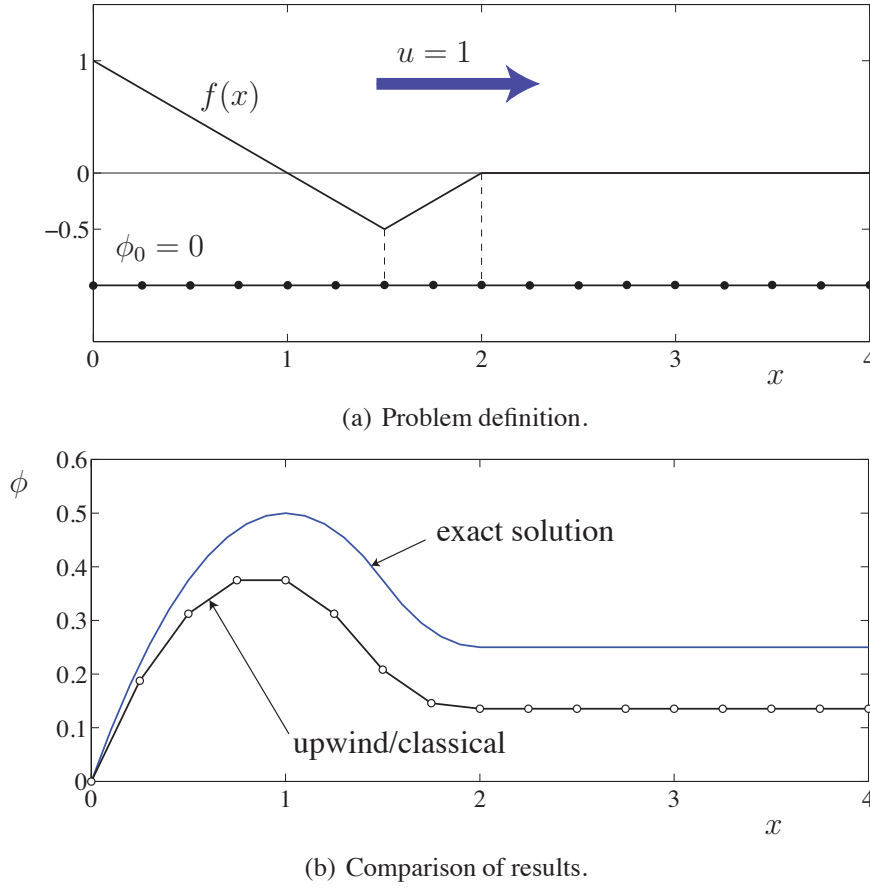 u = 1
1
f(x)
0
−0.5
ϕ₀ = 0
0 1 2 3 4
x
(a) Problem definition.
0.6
ϕ
0.5
exact solution
0.4
0.3
0.2
0.1
upwind/classical
0
0 1 2 3 4
x
(b) Comparison of results.